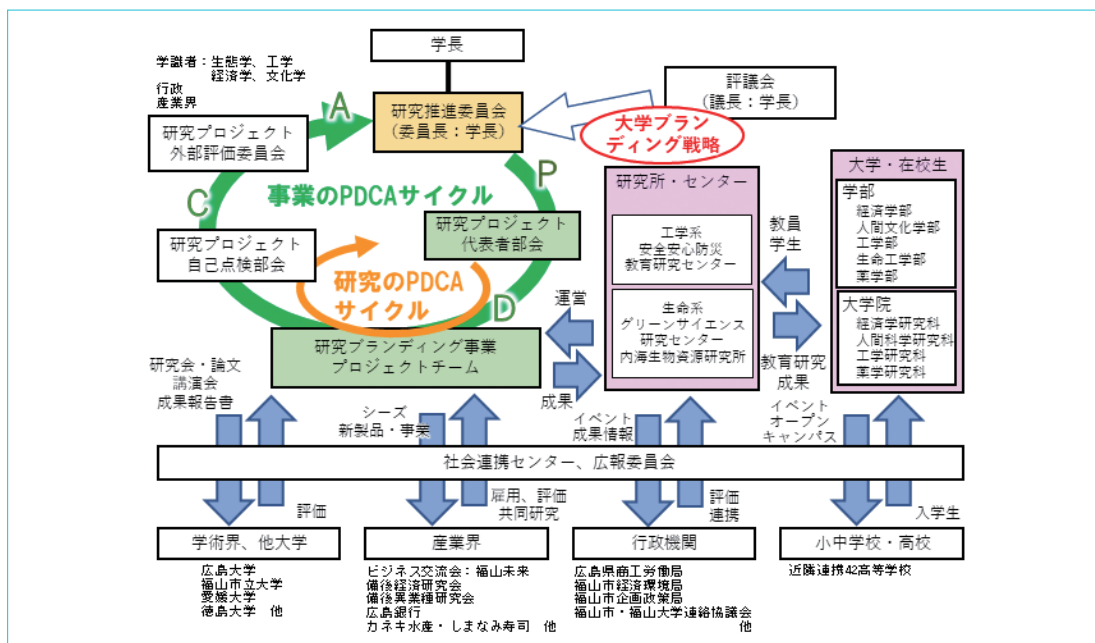 学長
学識者：生態学、工学
経済学、文化学
行政
産業界
評議会
（議長：学長）
研究推進委員会
（委員長：学長）
大学ブラン
ディング戦略
A
研究プロジェクト
外部評価委員会
P
事業のPDCAサイクル
C
研究プロジェクト
代表者部会
研究プロジェクト
自己点検部会
研究のPDCA
サイクル
D
研究ブランディング事業
プロジェクトチーム
運営
成果
研究所・センター
工学系
安全安心防災
教育研究センター
生命系
グリーンサイエンス
研究センター
内海生物資源研究所
教員
学生
教育研究
成果
大学・在校生
学部
経済学部
人間文化学部
工学部
生命工学部
薬学部
大学院
経済学研究科
人間科学研究科
工学研究科
薬学研究科
研究会・論文
講演会
成果報告書
シーズ
新製品・事業
イベント
成果情報
イベント
オープン
キャンパス
社会連携センター、広報委員会
評価
雇用、評価
共同研究
評価
連携
入学生
学術界、他大学
広島大学
福山市立大学
愛媛大学
徳島大学　他
産業界
ビジネス交流会：福山未来
備後経済研究会
備後異業種研究会
広島銀行
カネキ水産・しまなみ寿司　他
行政機関
広島県商工労働局
福山市経済環境局
福山市企画政策局
福山市・福山大学連絡協議会
他
小中学校・高校
近隣連携42高等学校